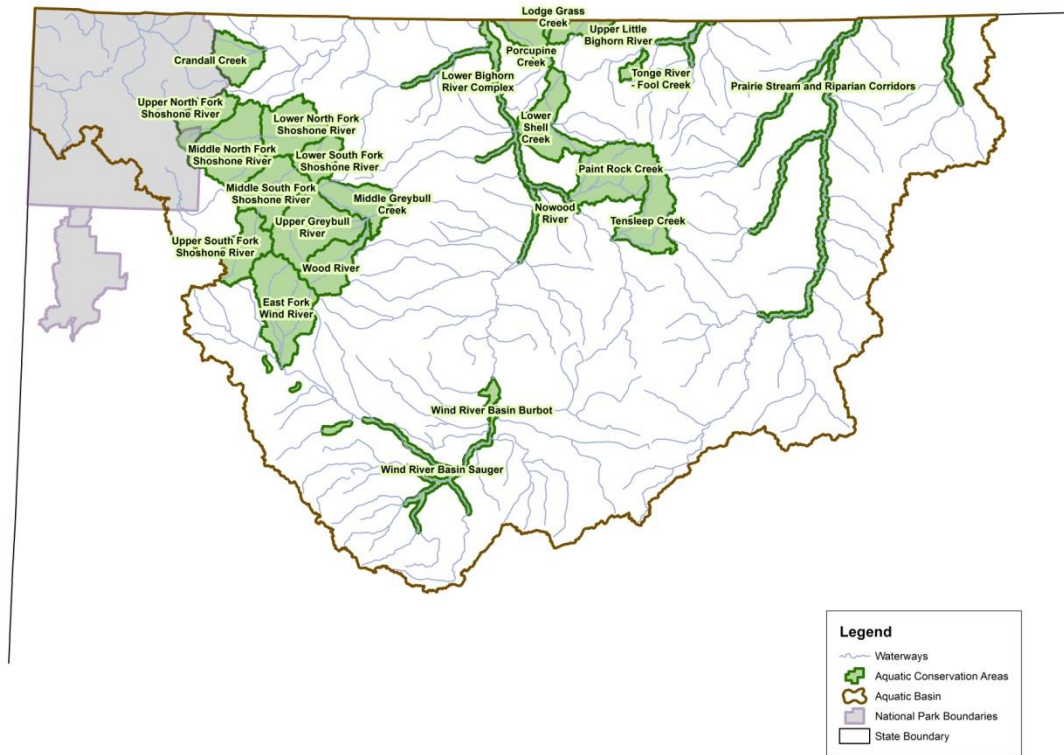 Lodge Grass
Creek
Upper Little
Bighorn River
Porcupine
Creek
Crandall Creek
Lower Bighorn
River Complex
Tonge River
- Fool Creek
Prairie Stream and Riparian Corridors
Upper North Fork
Shoshone River
Lower North Fork
Shoshone River
Lower
Shell
Creek
Middle North Fork
Shoshone River
Lower South Fork
Shoshone River
Paint Rock Creek
Middle South Fork
Shoshone River
Middle Greybull
Creek
Nowood
River
Tensleep Creek
Upper Greybull
River
Upper South Fork
Shoshone River
Wood River
East Fork
Wind River
Wind River Basin Burbot
Wind River Basin Sauger
Legend
Waterways
Aquatic Conservation Areas
Aquatic Basin
National Park Boundaries
State Boundary